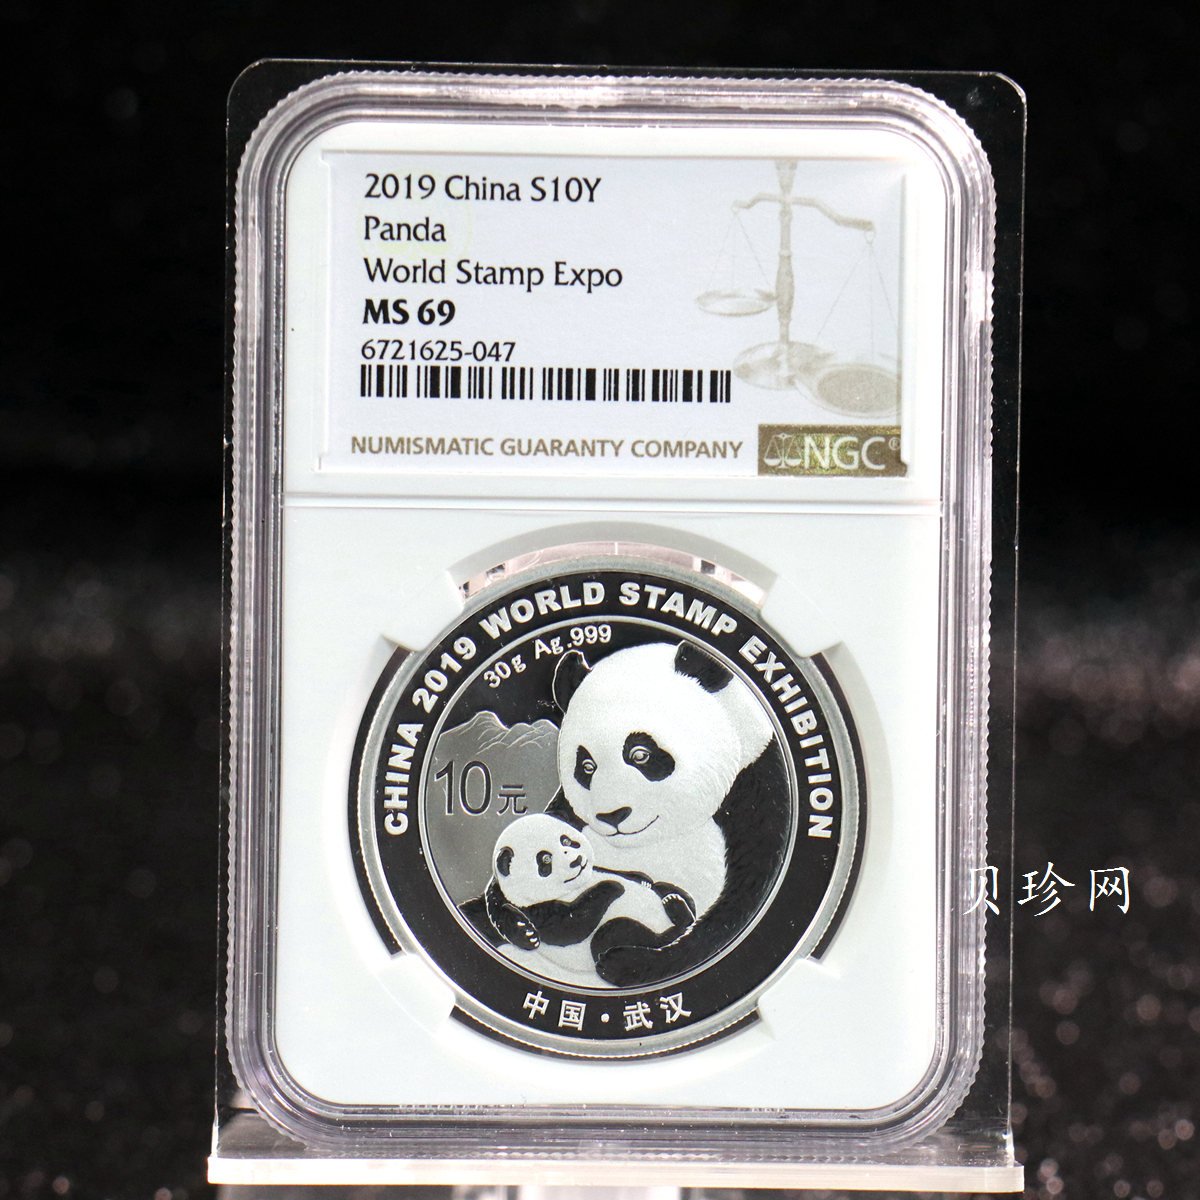 2019 China S10Y
Panda
World Stamp Expo
MS 69
6721625-047
NUMISMATIC GUARANTY COMPANY
NGC®
CHINA 2019 WORLD STAMP EXHIBITION
30g Ag.999
10元
中国·武汉
贝珍网